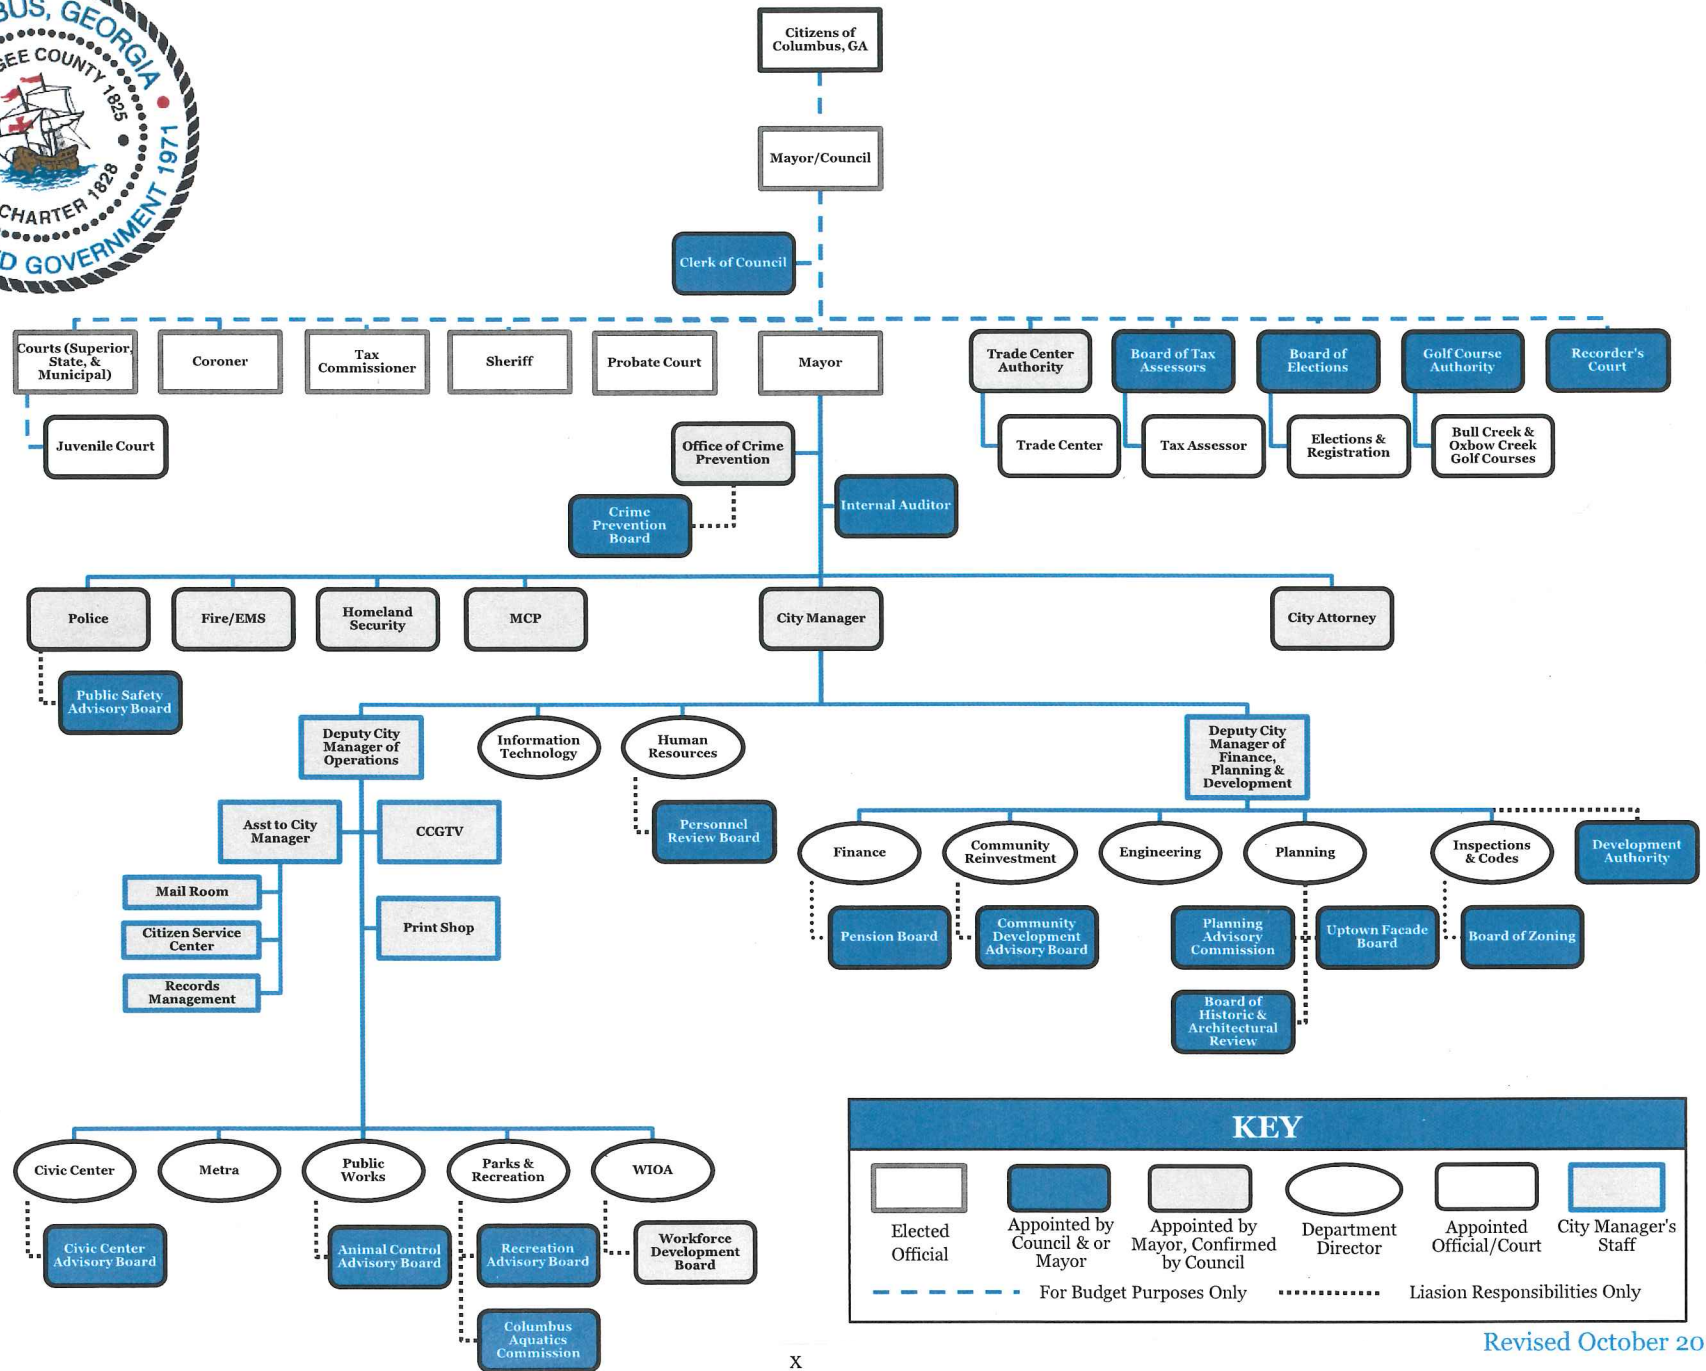 BUS, GEORGIA
GEE COUNTY 1825
CHARTER 1828
D GOVERNMENT 1971
Citizens of
Columbus, GA
Mayor/Council
Clerk of Council
Courts (Superior,
State, &
Municipal)
Coroner
Tax
Commissioner
Sheriff
Probate Court
Mayor
Trade Center
Authority
Board of Tax
Assessors
Board of
Elections
Golf Course
Authority
Recorder's
Court
Juvenile Court
Office of Crime
Prevention
Trade Center
Tax Assessor
Elections &
Registration
Bull Creek &
Oxbow Creek
Golf Courses
Crime
Prevention
Board
Internal Auditor
Police
Fire/EMS
Homeland
Security
MCP
City Manager
City Attorney
Public Safety
Advisory Board
Deputy City
Manager of
Operations
Information
Technology
Human
Resources
Deputy City
Manager of
Finance,
Planning &
Development
Asst to City
Manager
CCGTV
Personnel
Review Board
Finance
Community
Reinvestment
Engineering
Planning
Inspections
& Codes
Development
Authority
Mail Room
Citizen Service
Center
Records
Management
Print Shop
Pension Board
Community
Development
Advisory Board
Planning
Advisory
Commission
Uptown Facade
Board
Board of Zoning
Board of
Historic &
Architectural
Review
Civic Center
Metra
Public
Works
Parks &
Recreation
WIOA
Civic Center
Advisory Board
Animal Control
Advisory Board
Recreation
Advisory Board
Workforce
Development
Board
Columbus
Aquatics
Commission
KEY
Elected
Official
Appointed by
Council & or
Mayor
Appointed by
Mayor, Confirmed
by Council
Department
Director
Appointed
Official/Court
City Manager's
Staff
For Budget Purposes Only
Liasion Responsibilities Only
Revised October 20
x